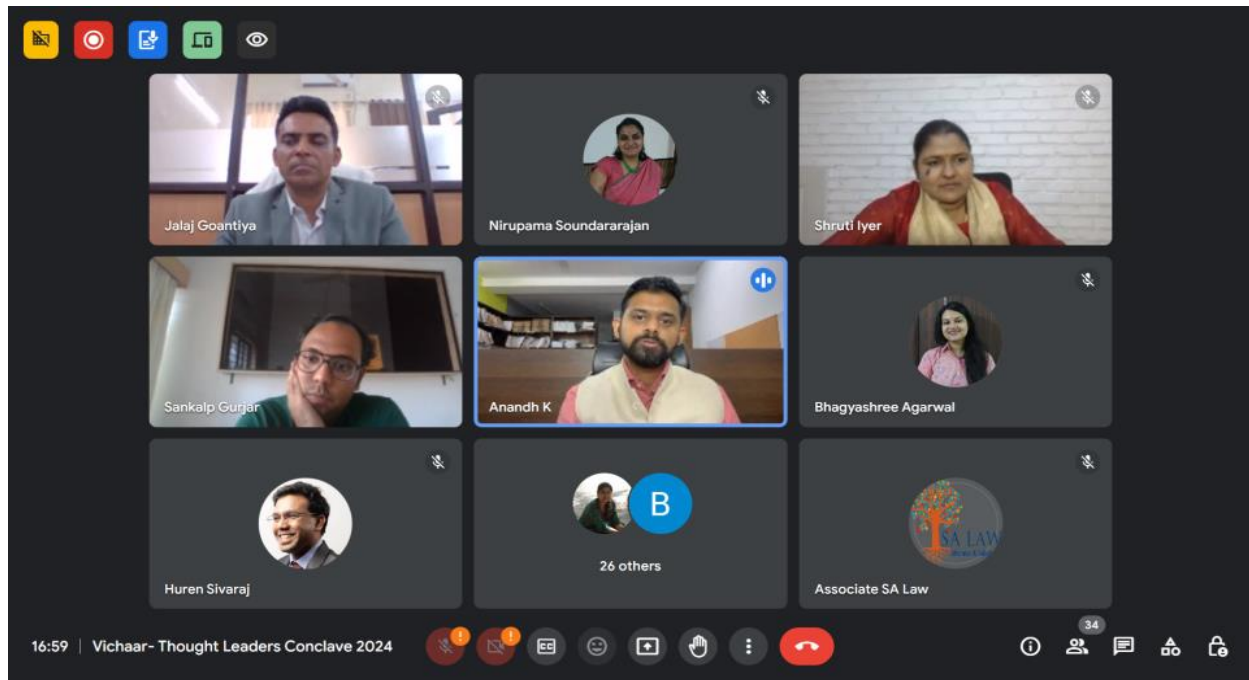 Jalaj Goantiya
Nirupama Soundararajan
Shruti Iyer
Sankalp Gurjar
Anandh K
Bhagyashree Agarwal
Huren Sivaraj
B
26 others
SA LAW
Associate SA Law
16:59 | Vichaar- Thought Leaders Conclave 2024
!
!
CC
34